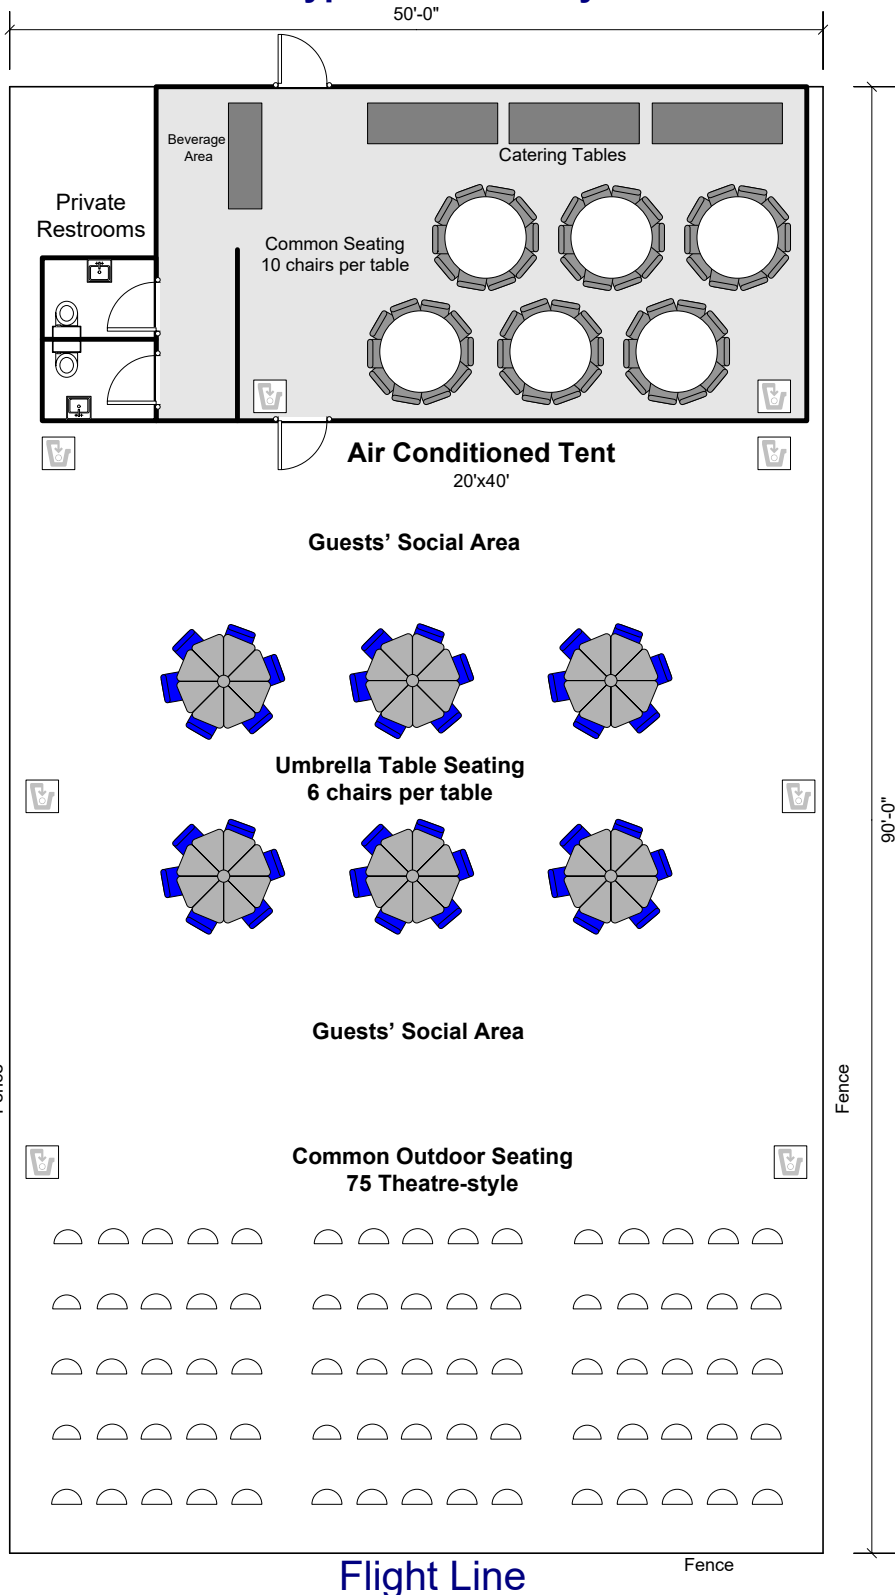 50'-0"
Beverage
Area
Catering Tables
Private
Restrooms
Common Seating
10 chairs per table
Air Conditioned Tent
20'x40'
Guests’ Social Area
Umbrella Table Seating
6 chairs per table
90'-0"
Guests’ Social Area
Fence
Common Outdoor Seating
75 Theatre-style
Flight Line
Fence